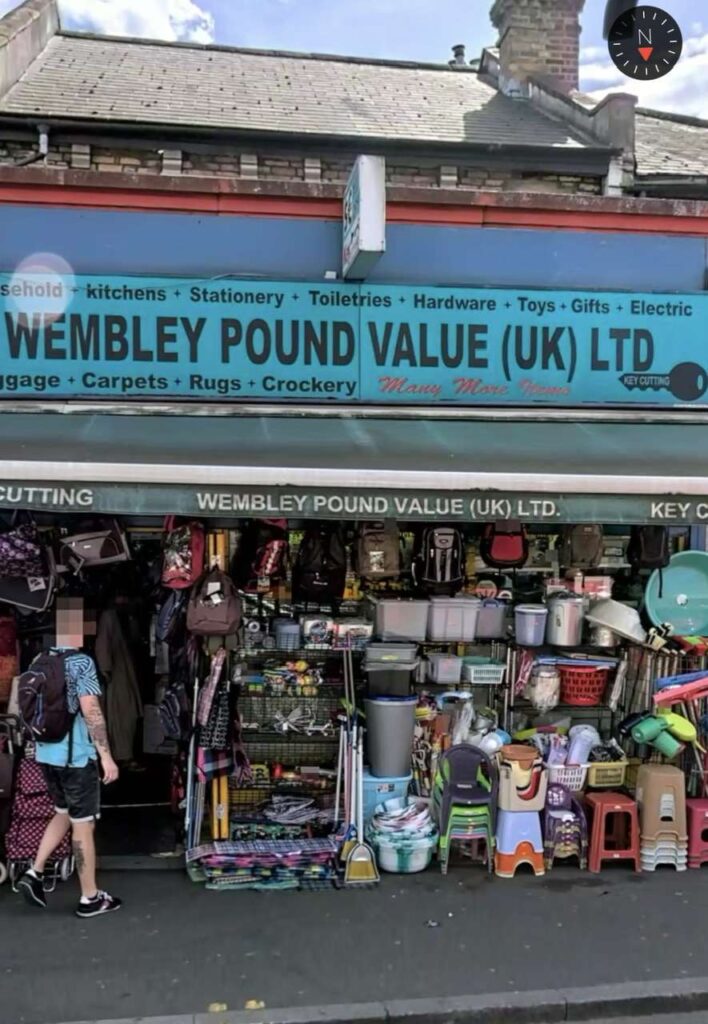 N
sehold + kitchens + Stationery + Toiletries + Hardware + Toys + Gifts + Electric
WEMBLEY POUND VALUE (UK) LTD
ggage + Carpets + Rugs + Crockery Many More Items
KEY CUTTING
CUTTING WEMBLEY POUND VALUE (UK) LTD. KEY C